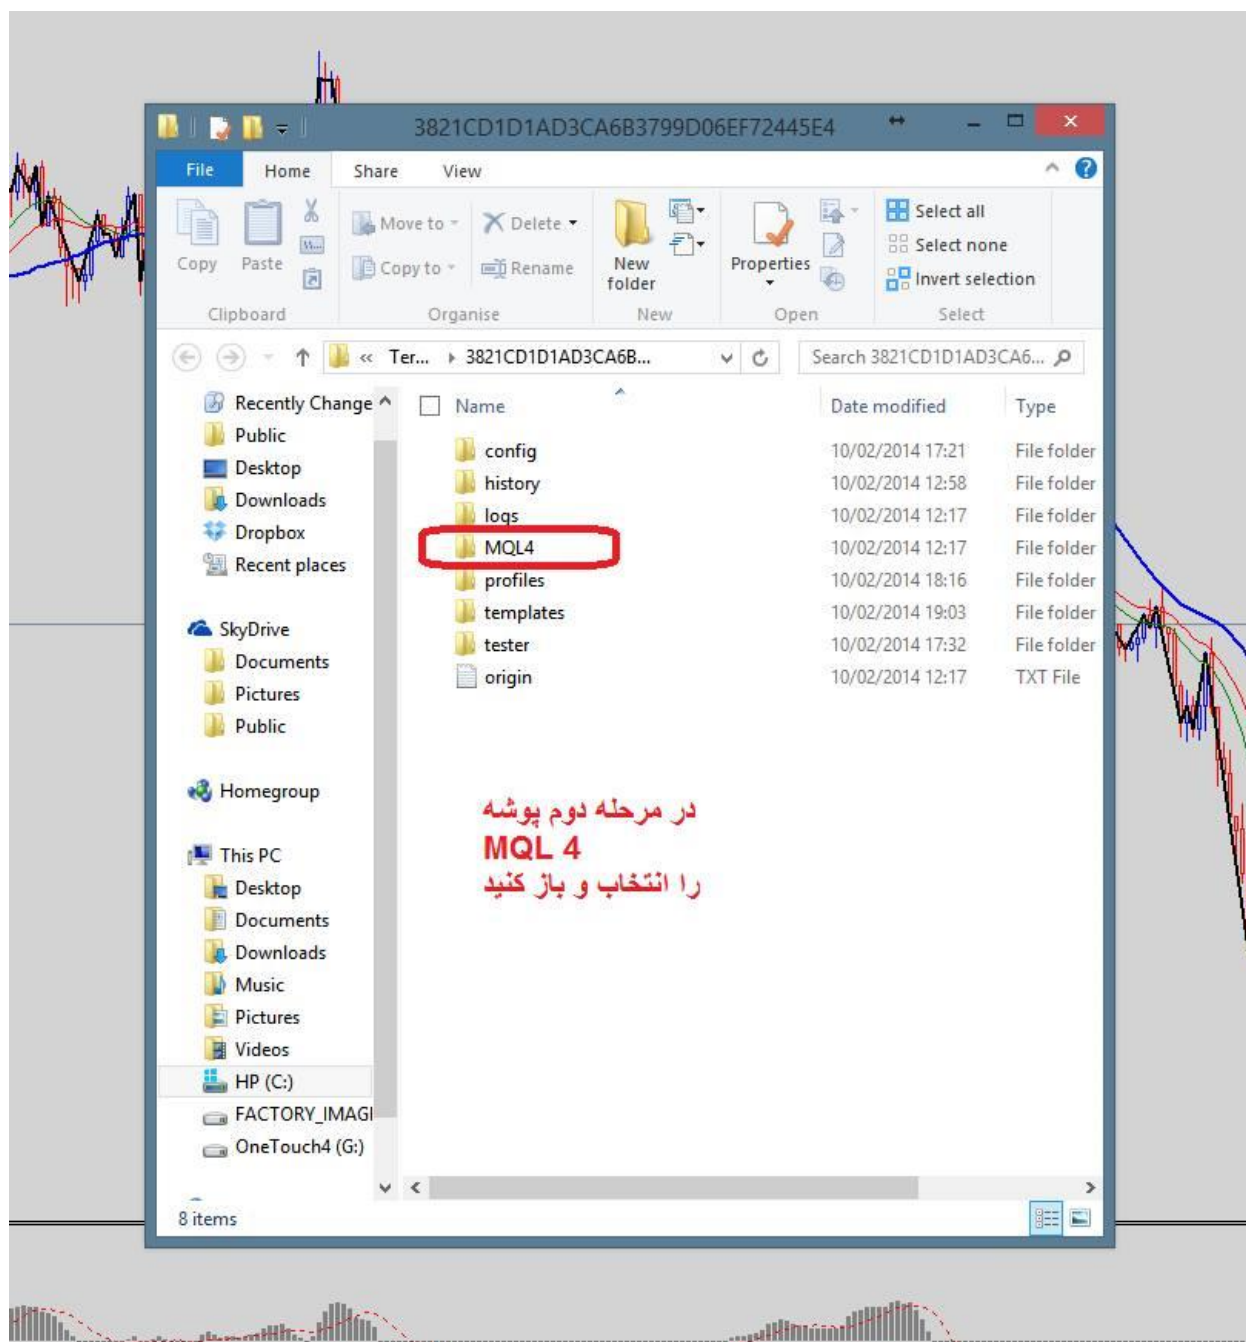 3821CD1D1AD3CA6B3799D06EF72445E4
File Home Share View
Copy Paste Move to Copy to Delete Rename New folder Properties Select all Select none Invert selection
Clipboard Organise New Open Select
« Ter... 3821CD1D1AD3CA6B... Search 3821CD1D1AD3CA6...
Name Date modified Type
Recently Change
Public
Desktop
Downloads
Dropbox
Recent places
SkyDrive
Documents
Pictures
Public
Homegroup
This PC
Desktop
Documents
Downloads
Music
Pictures
Videos
HP (C:)
FACTORY_IMAGI
OneTouch4 (G:)
config 10/02/2014 17:21 File folder
history 10/02/2014 12:58 File folder
logs 10/02/2014 12:17 File folder
MQL4 10/02/2014 12:17 File folder
profiles 10/02/2014 18:16 File folder
templates 10/02/2014 19:03 File folder
tester 10/02/2014 17:32 File folder
origin 10/02/2014 12:17 TXT File
در مرحله دوم پوشه
MQL 4
را انتخاب و باز کنید
8 items